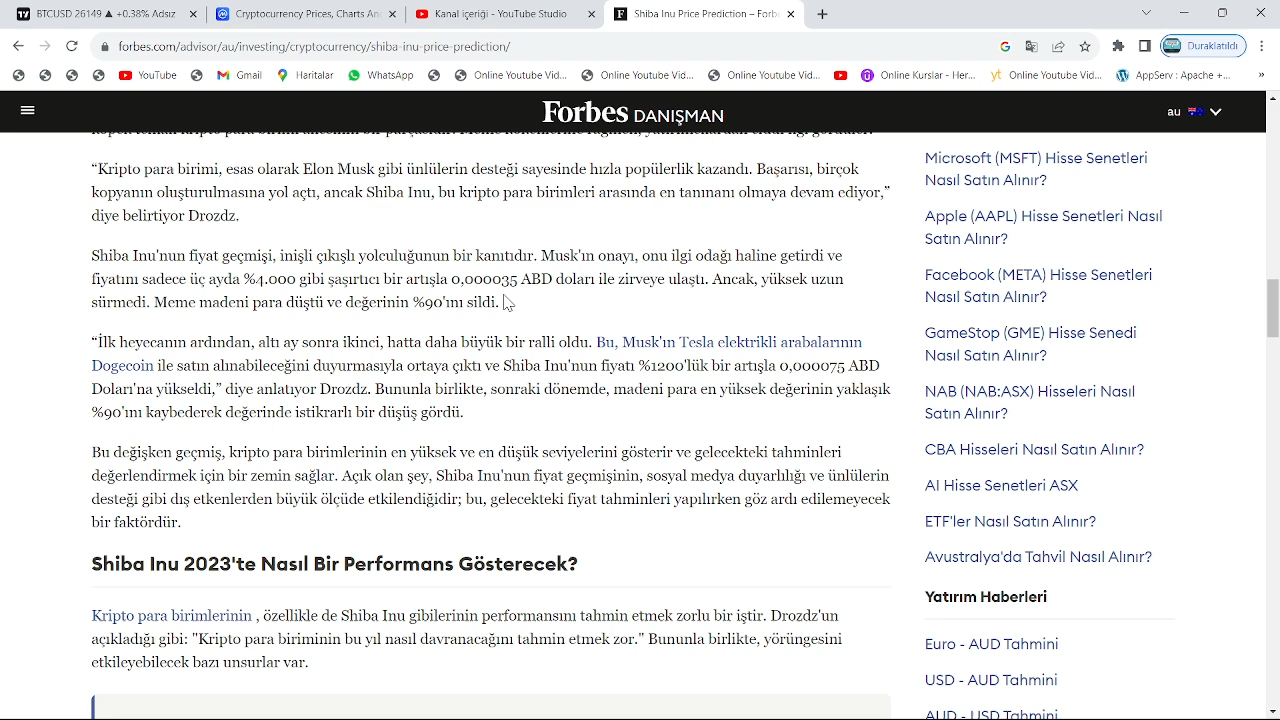 BTCUSD 26149 ▲ +0.38% Adsız
Cryptocurrency Prices, Charts An
Kanal içeriği - YouTube Studio
Shiba Inu Price Prediction – Forb
forbes.com/advisor/au/investing/cryptocurrency/shiba-inu-price-prediction/
Duraklatıldı
YouTube
Gmail
Haritalar
WhatsApp
Online Youtube Vid...
Online Youtube Vid...
Online Youtube Vid...
Online Kurslar - Her...
Online Youtube Vid...
AppServ : Apache +...
Forbes DANIŞMAN
au
“Kripto para birimi, esas olarak Elon Musk gibi ünlülerin desteği sayesinde hızla popülerlik kazandı. Başarısı, birçok
kopyanın oluşturulmasına yol açtı, ancak Shiba Inu, bu kripto para birimleri arasında en tanınanı olmaya devam ediyor,”
diye belirtiyor Drozdz.
Shiba Inu'nun fiyat geçmişi, inişli çıkışlı yolculuğunun bir kanıtıdır. Musk'ın onayı, onu ilgi odağı haline getirdi ve
fiyatını sadece üç ayda %4.000 gibi şaşırtıcı bir artışla 0,000035 ABD doları ile zirveye ulaştı. Ancak, yüksek uzun
sürmedi. Meme madeni para düştü ve değerinin %90'ını sildi.
“İlk heyecanın ardından, altı ay sonra ikinci, hatta daha büyük bir ralli oldu. Bu, Musk'ın Tesla elektrikli arabalarının
Dogecoin ile satın alınabileceğini duyurmasıyla ortaya çıktı ve Shiba Inu'nun fiyatı %1200'lük bir artışla 0,000075 ABD
Doları'na yükseldi,” diye anlatıyor Drozdz. Bununla birlikte, sonraki dönemde, madeni para en yüksek değerinin yaklaşık
%90'ını kaybederek değerinde istikrarlı bir düşüş gördü.
Bu değişken geçmiş, kripto para birimlerinin en yüksek ve en düşük seviyelerini gösterir ve gelecekteki tahminleri
değerlendirmek için bir zemin sağlar. Açık olan şey, Shiba Inu'nun fiyat geçmişinin, sosyal medya duyarlılığı ve ünlülerin
desteği gibi dış etkenlerden büyük ölçüde etkilendiğidir; bu, gelecekteki fiyat tahminleri yapılırken göz ardı edilemeyecek
bir faktördür.
Shiba Inu 2023'te Nasıl Bir Performans Gösterecek?
Kripto para birimlerinin , özellikle de Shiba Inu gibilerinin performansını tahmin etmek zorlu bir iştir. Drozdz'un
açıkladığı gibi: "Kripto para biriminin bu yıl nasıl davranacağını tahmin etmek zor." Bununla birlikte, yörüngesini
etkileyebilecek bazı unsurlar var.
Microsoft (MSFT) Hisse Senetleri
Nasıl Satın Alınır?
Apple (AAPL) Hisse Senetleri Nasıl
Satın Alınır?
Facebook (META) Hisse Senetleri
Nasıl Satın Alınır?
GameStop (GME) Hisse Senedi
Nasıl Satın Alınır?
NAB (NAB:ASX) Hisseleri Nasıl
Satın Alınır?
CBA Hisseleri Nasıl Satın Alınır?
AI Hisse Senetleri ASX
ETF'ler Nasıl Satın Alınır?
Avustralya'da Tahvil Nasıl Alınır?
Yatırım Haberleri
Euro - AUD Tahmini
USD - AUD Tahmini
AUD - USD Tahmini